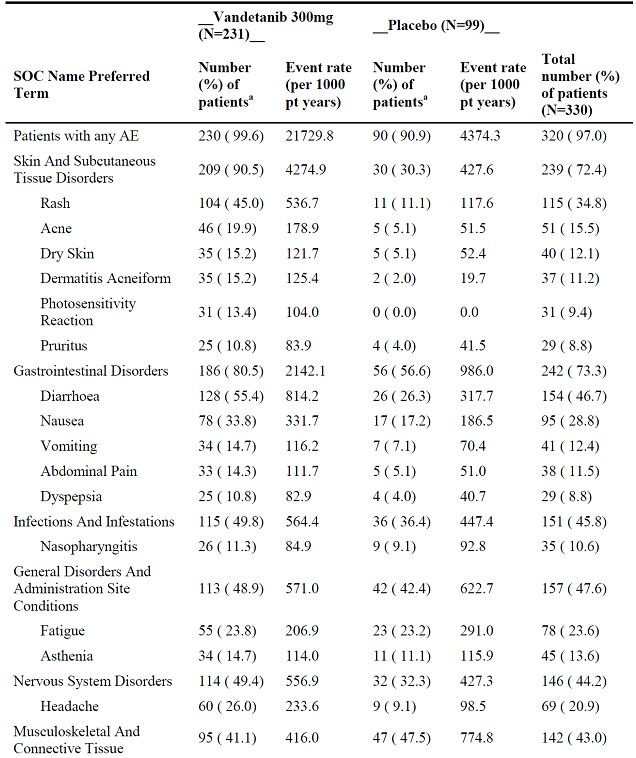 __Vandetanib 300mg (N=231)__ __Placebo (N=99)__
SOC Name Preferred Term Number (%) of patientsᵃ Event rate (per 1000 pt years) Number (%) of patientsᵃ Event rate (per 1000 pt years) Total number (%) of patients (N=330)
Patients with any AE 230 ( 99.6) 21729.8 90 ( 90.9) 4374.3 320 ( 97.0)
Skin And Subcutaneous Tissue Disorders 209 ( 90.5) 4274.9 30 ( 30.3) 427.6 239 ( 72.4)
Rash 104 ( 45.0) 536.7 11 ( 11.1) 117.6 115 ( 34.8)
Acne 46 ( 19.9) 178.9 5 ( 5.1) 51.5 51 ( 15.5)
Dry Skin 35 ( 15.2) 121.7 5 ( 5.1) 52.4 40 ( 12.1)
Dermatitis Acneiform 35 ( 15.2) 125.4 2 ( 2.0) 19.7 37 ( 11.2)
Photosensitivity Reaction 31 ( 13.4) 104.0 0 ( 0.0) 0.0 31 ( 9.4)
Pruritus 25 ( 10.8) 83.9 4 ( 4.0) 41.5 29 ( 8.8)
Gastrointestinal Disorders 186 ( 80.5) 2142.1 56 ( 56.6) 986.0 242 ( 73.3)
Diarrhoea 128 ( 55.4) 814.2 26 ( 26.3) 317.7 154 ( 46.7)
Nausea 78 ( 33.8) 331.7 17 ( 17.2) 186.5 95 ( 28.8)
Vomiting 34 ( 14.7) 116.2 7 ( 7.1) 70.4 41 ( 12.4)
Abdominal Pain 33 ( 14.3) 111.7 5 ( 5.1) 51.0 38 ( 11.5)
Dyspepsia 25 ( 10.8) 82.9 4 ( 4.0) 40.7 29 ( 8.8)
Infections And Infestations 115 ( 49.8) 564.4 36 ( 36.4) 447.4 151 ( 45.8)
Nasopharyngitis 26 ( 11.3) 84.9 9 ( 9.1) 92.8 35 ( 10.6)
General Disorders And Administration Site Conditions 113 ( 48.9) 571.0 42 ( 42.4) 622.7 157 ( 47.6)
Fatigue 55 ( 23.8) 206.9 23 ( 23.2) 291.0 78 ( 23.6)
Asthenia 34 ( 14.7) 114.0 11 ( 11.1) 115.9 45 ( 13.6)
Nervous System Disorders 114 ( 49.4) 556.9 32 ( 32.3) 427.3 146 ( 44.2)
Headache 60 ( 26.0) 233.6 9 ( 9.1) 98.5 69 ( 20.9)
Musculoskeletal And Connective Tissue 95 ( 41.1) 416.0 47 ( 47.5) 774.8 142 ( 43.0)